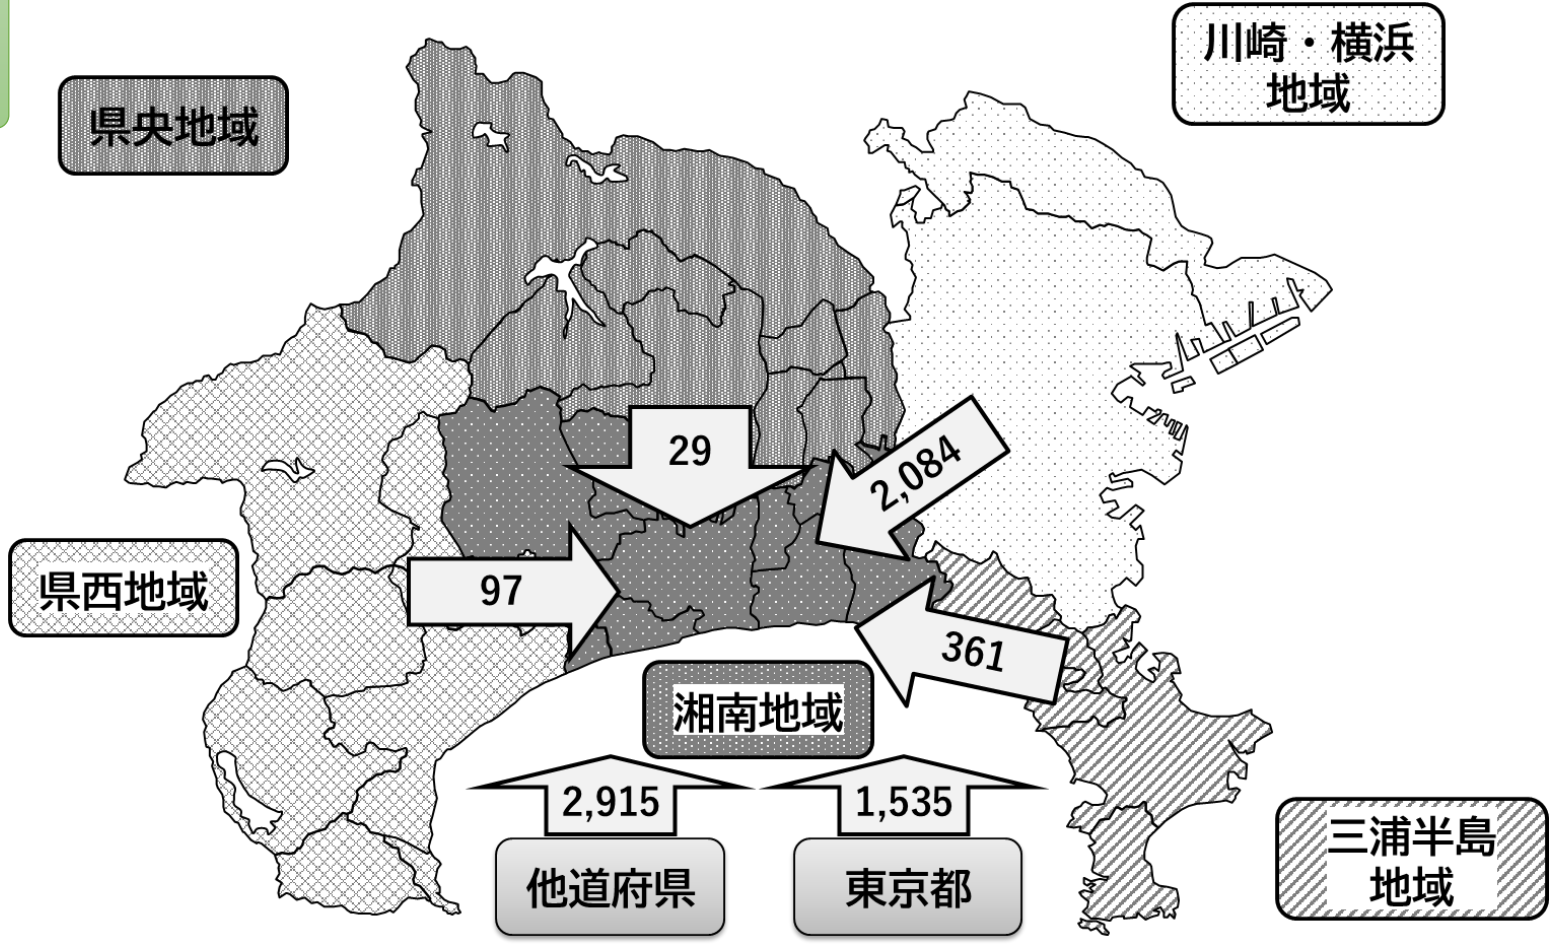 川崎・横浜
地域
県央地域
29
2,084
県西地域
97
361
湘南地域
2,915
1,535
三浦半島
地域
他道府県
東京都